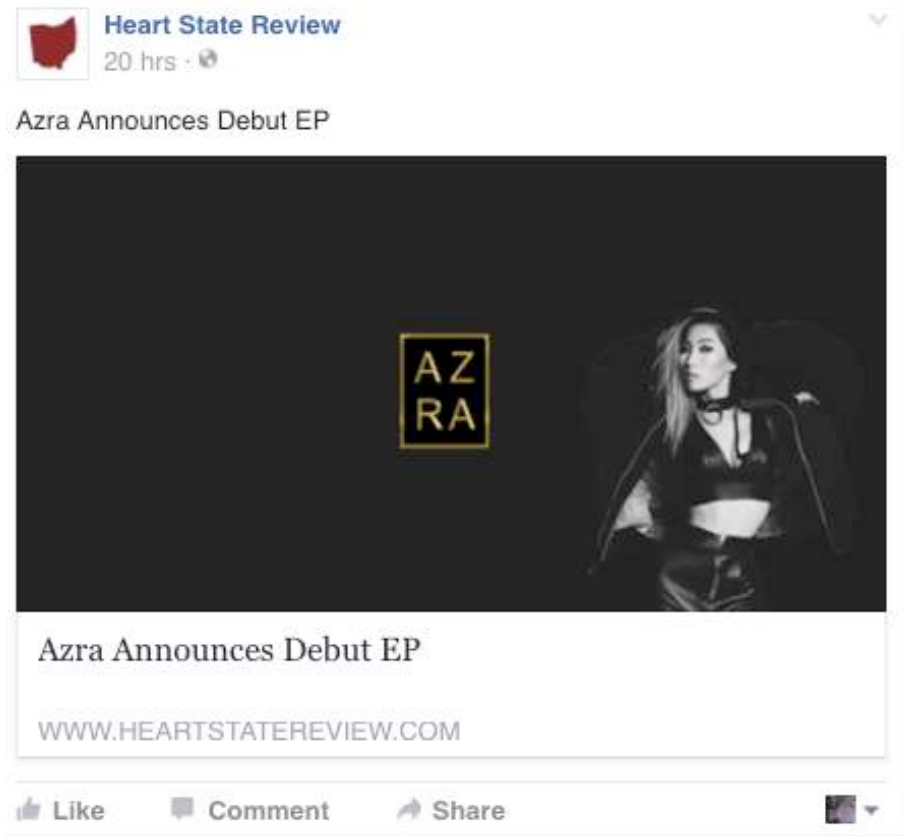 Heart State Review
20 hrs ·
Azra Announces Debut EP
AZ
RA
Azra Announces Debut EP
WWW.HEARTSTATEREVIEW.COM
Like Comment Share